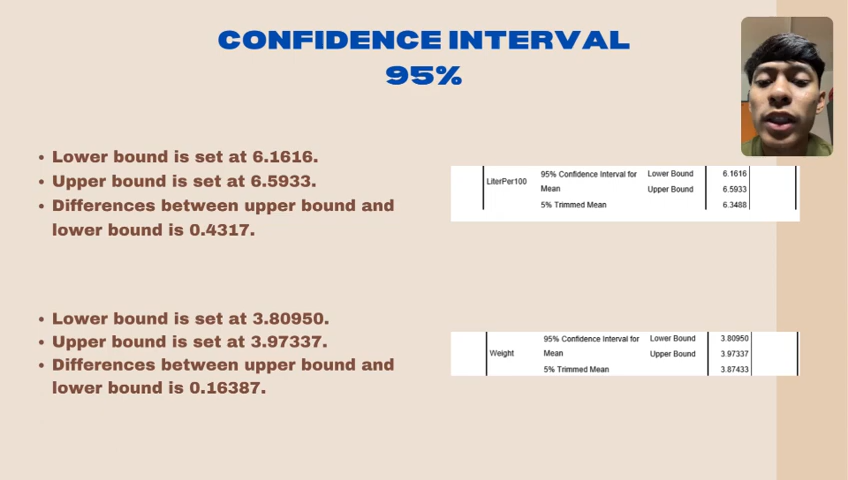 CONFIDENCE INTERVAL
95%
• Lower bound is set at 6.1616.
• Upper bound is set at 6.5933.
• Differences between upper bound and
lower bound is 0.4317.
LiterPer100 95% Confidence Interval for Mean Lower Bound 6.1616
Upper Bound 6.5933
5% Trimmed Mean 6.3488
• Lower bound is set at 3.80950.
• Upper bound is set at 3.97337.
• Differences between upper bound and
lower bound is 0.16387.
Weight 95% Confidence Interval for Mean Lower Bound 3.80950
Upper Bound 3.97337
5% Trimmed Mean 3.87433